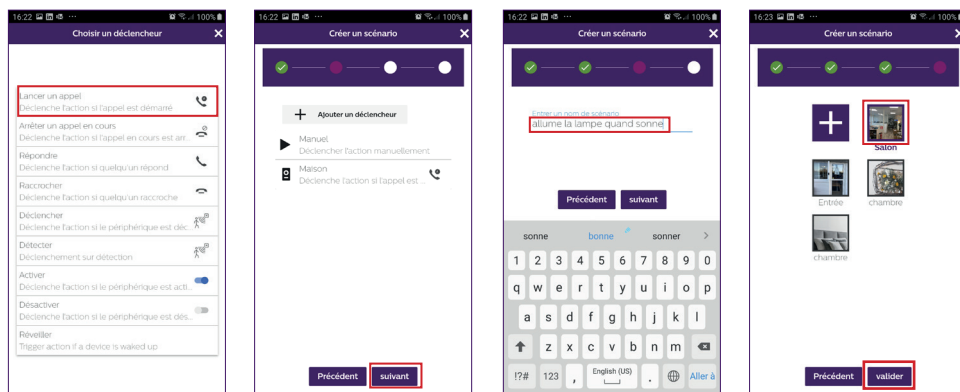 16:22 100%
Choisir un déclencheur
Lancer un appel
Déclenche l'action si l'appel est démarré
Arrêter un appel en cours
Déclenche l'action si l'appel en cours est arr...
Répondre
Déclenche l'action si quelqu'un répond
Raccrocher
Déclenche l'action si quelqu'un raccroche
Déclencher
Déclenche l'action si le périphérique est déc...
Détecter
Déclenchement sur détection
Activer
Déclenche l'action si le périphérique est acti...
Désactiver
Déclenche l'action si le périphérique est dés...
Réveiller
Trigger action if a device is waked up
16:22 100%
Créer un scénario
Ajouter un déclencheur
Manuel
Déclencher l'action manuellement
Maison
Déclenche l'action si l'appel est ...
Précédent suivant
16:22 100%
Créer un scénario
Entrer un nom de scénario
allume la lampe quand sonne
Précédent suivant
sonne bonne sonner
1 2 3 4 5 6 7 8 9 0
q w e r t y u i o p
a s d f g h j k l
z x c v b n m
!?# 123 , English (US) . Aller à
16:23 100%
Créer un scénario
Salon
Entrée chambre
chambre
Précédent valider